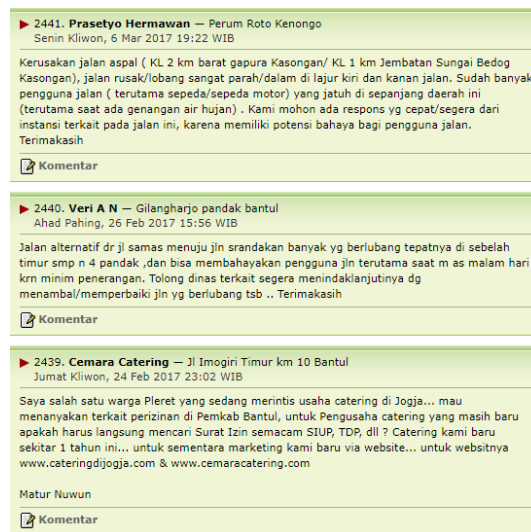 2441. Prasetyo Hermawan — Perum Roto Kenongo
Senin Kliwon, 6 Mar 2017 19:22 WIB
Kerusakan jalan aspal ( KL 2 km barat gapura Kasongan/ KL 1 km Jembatan Sungai Bedog
Kasongan), jalan rusak/lobang sangat parah/dalam di lajur kiri dan kanan jalan. Sudah banyak
pengguna jalan ( terutama sepeda/sepeda motor) yang jatuh di sepanjang daerah ini
(terutama saat ada genangan air hujan) . Kami mohon ada respons yg cepat/segera dari
instansi terkait pada jalan ini, karena memiliki potensi bahaya bagi pengguna jalan.
Terimakasih
Komentar
2440. Veri A N — Gilangharjo pandak bantul
Ahad Pahing, 26 Feb 2017 15:56 WIB
Jalan alternatif dr jl samas menuju jln srandakan banyak yg berlubang tepatnya di sebelah
timur smp n 4 pandak ,dan bisa membahayakan pengguna jln terutama saat m as malam hari
krn minim penerangan. Tolong dinas terkait segera menindaklanjutinya dg
menambal/memperbaiki jln yg berlubang tsb .. Terimakasih
Komentar
2439. Cemara Catering — Jl Imogiri Timur km 10 Bantul
Jumat Kliwon, 24 Feb 2017 23:02 WIB
Saya salah satu warga Pleret yang sedang merintis usaha catering di Jogja... mau
menanyakan terkait perizinan di Pemkab Bantul, untuk Pengusaha catering yang masih baru
apakah harus langsung mencari Surat Izin semacam SIUP, TDP, dll ? Catering kami baru
sekitar 1 tahun ini... untuk sementara marketing kami baru via website... untuk websitnya
www.cateringdijogja.com & www.cemaracatering.com
Matur Nuwun
Komentar